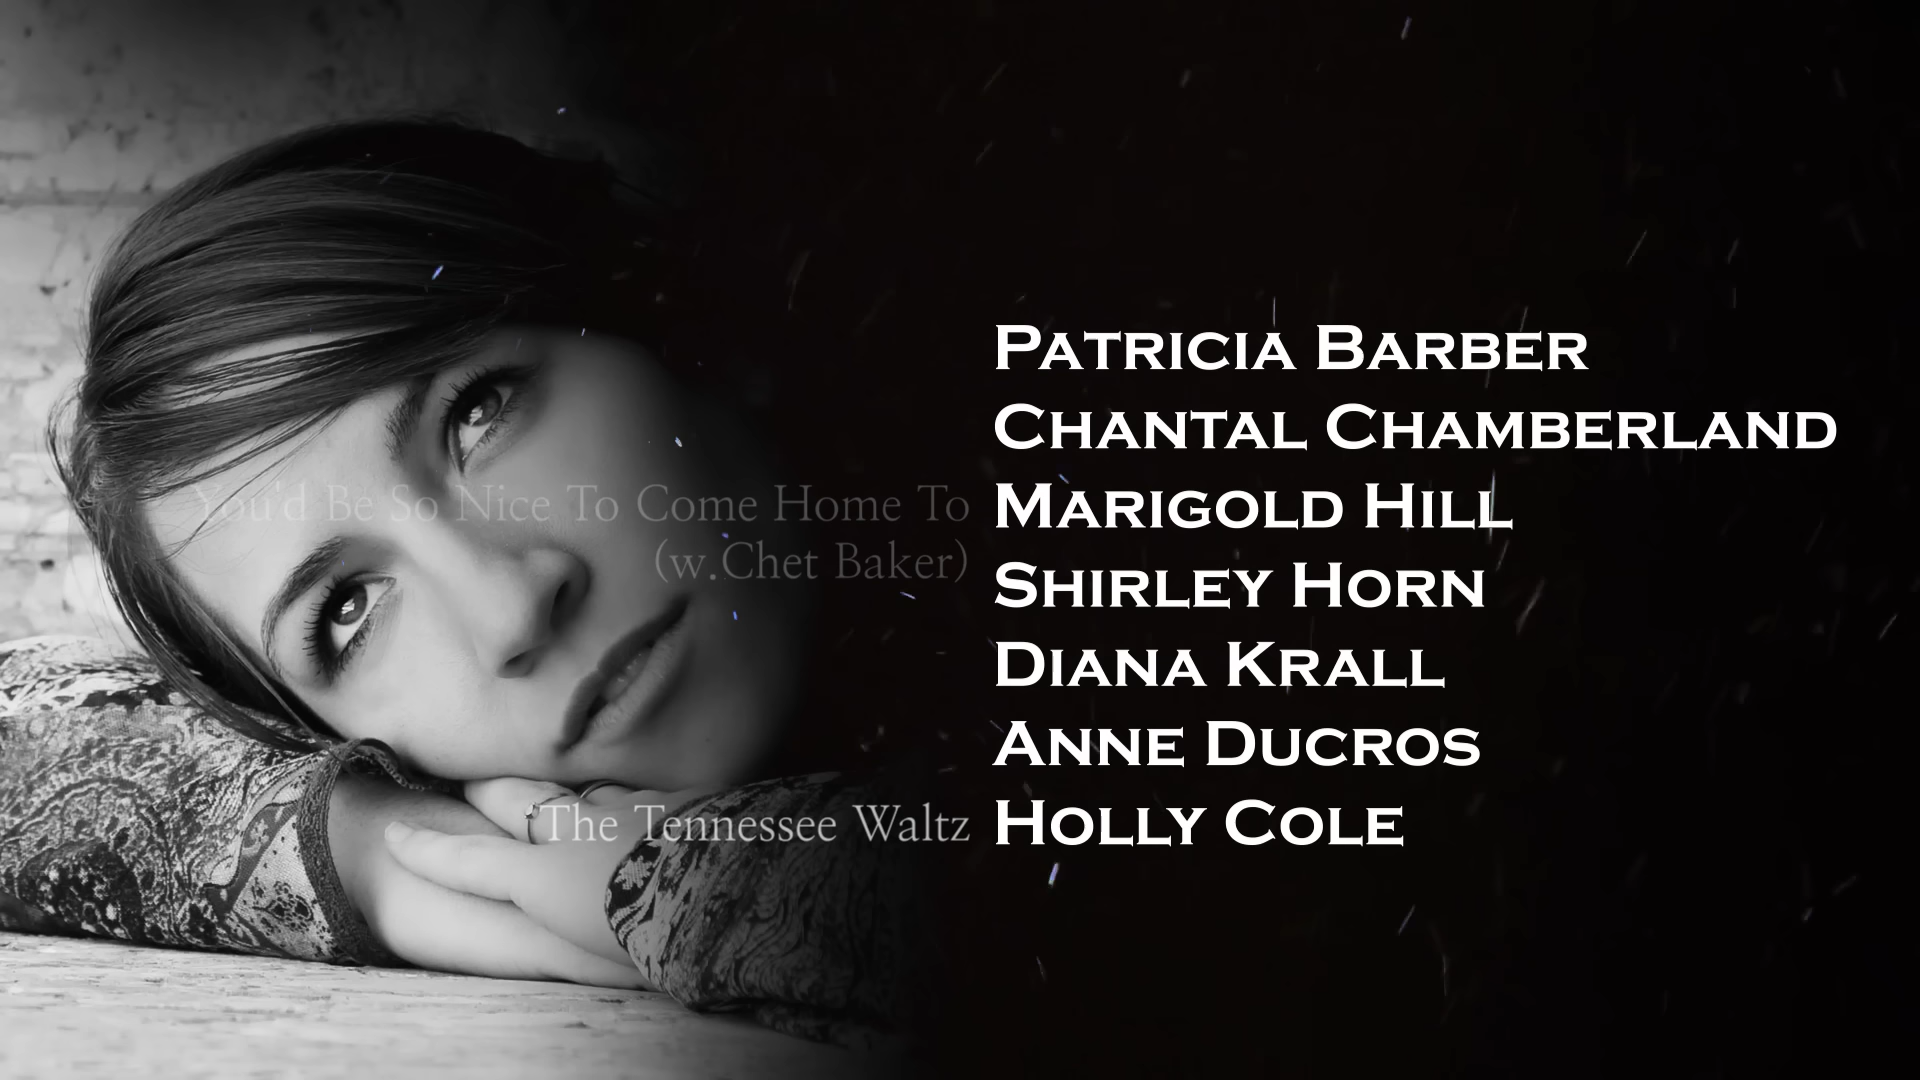 Patricia Barber
Chantal Chamberland
You'd Be So Nice To Come Home To
Marigold Hill
(w.Chet Baker)
Shirley Horn
Diana Krall
Anne Ducros
The Tennessee Waltz
Holly Cole